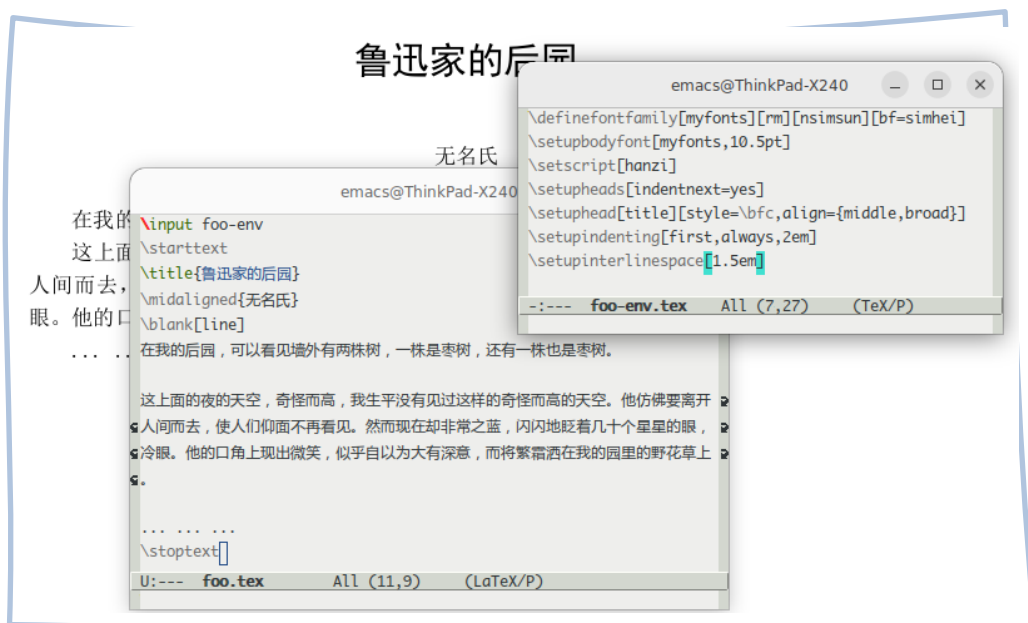 鲁迅家的后园
无名氏
在我的
这上面
人间而去，
眼。他的口
... ..
emacs@ThinkPad-X240
\input foo-env
\starttext
\title{鲁迅家的后园}
\midaligned{无名氏}
\blank[line]
在我的后园，可以看见墙外有两株树，一株是枣树，还有一株也是枣树。
这上面的夜的天空，奇怪而高，我生平没有见过这样的奇怪而高的天空。他仿佛要离开
人间而去，使人们仰面不再看见。然而现在却非常之蓝，闪闪地眨着几十个星星的眼，
冷眼。他的口角上现出微笑，似乎自以为大有深意，而将繁霜洒在我的园里的野花草上
。
... ... ...
\stoptext
U:--- foo.tex All (11,9) (LaTeX/P)
emacs@ThinkPad-X240
\definefontfamily[myfonts][rm][nsimsun][bf=simhei]
\setupbodyfont[myfonts,10.5pt]
\setscript[hanzi]
\setupheads[indentnext=yes]
\setuphead[title][style=\bfc,align={middle,broad}]
\setupindenting[first,always,2em]
\setupinterlinespace[1.5em]
-:--- foo-env.tex All (7,27) (TeX/P)